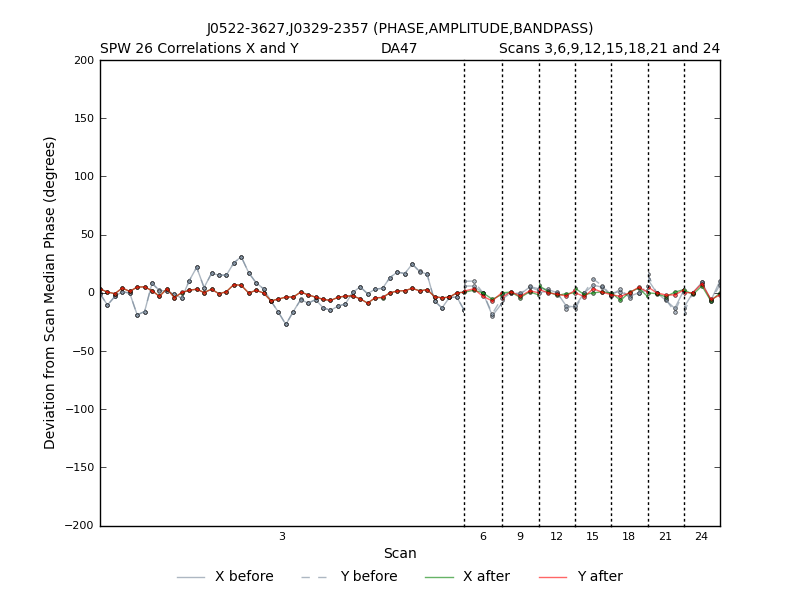 J0522-3627,J0329-2357 (PHASE,AMPLITUDE,BANDPASS)
SPW 26 Correlations X and Y DA47 Scans 3,6,9,12,15,18,21 and 24
200
150
100
50
0
−50
−100
−150
−200
Deviation from Scan Median Phase (degrees)
3 6 9 12 15 18 21 24
Scan
X before Y before X after Y after